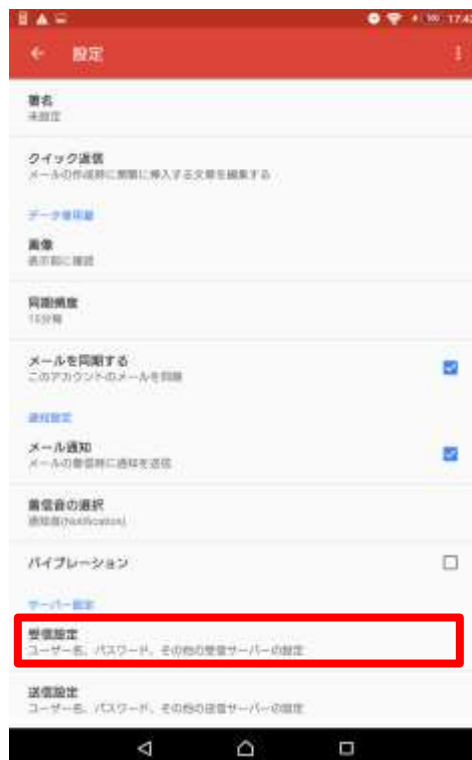 17:43
設定
署名
未設定
クイック返信
メールの作成時に頻繁に挿入する文章を編集する
データ使用量
画像
表示前に確認
同期頻度
15分毎
メールを同期する
このアカウントのメールを同期
通知設定
メール通知
メールの着信時に通知を送信
着信音の選択
通知音(Notification)
バイブレーション
サーバー設定
受信設定
ユーザー名、パスワード、その他の受信サーバーの設定
送信設定
ユーザー名、パスワード、その他の送信サーバーの設定